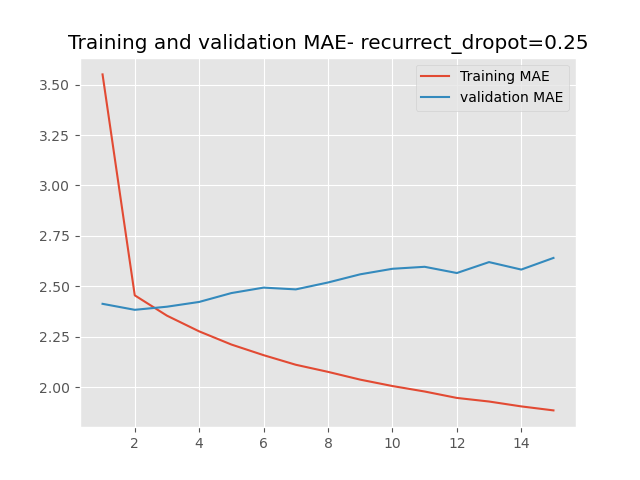 Training and validation MAE- recurrect_dropot=0.25
Training MAE
validation MAE
3.50
3.25
3.00
2.75
2.50
2.25
2.00
2 4 6 8 10 12 14